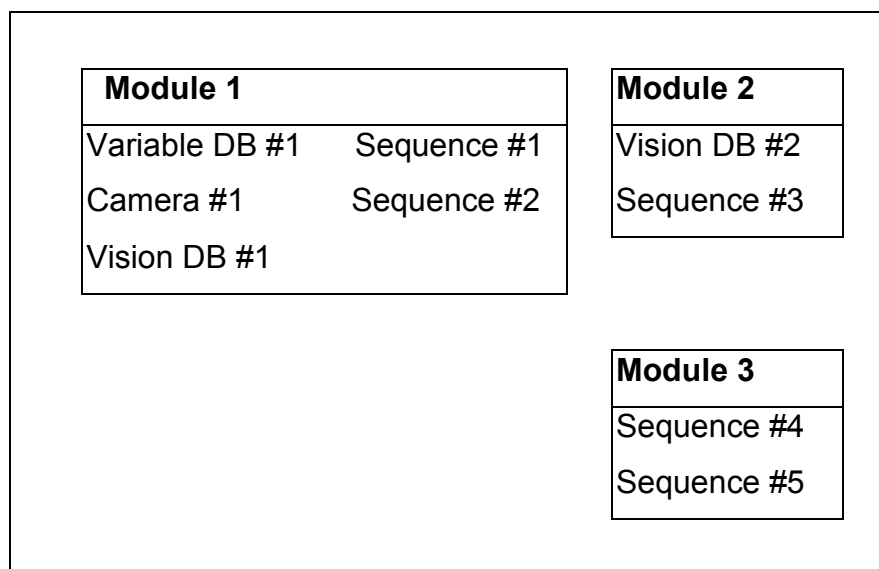 Module 1
Variable DB #1 Sequence #1
Camera #1 Sequence #2
Vision DB #1
Module 2
Vision DB #2
Sequence #3
Module 3
Sequence #4
Sequence #5